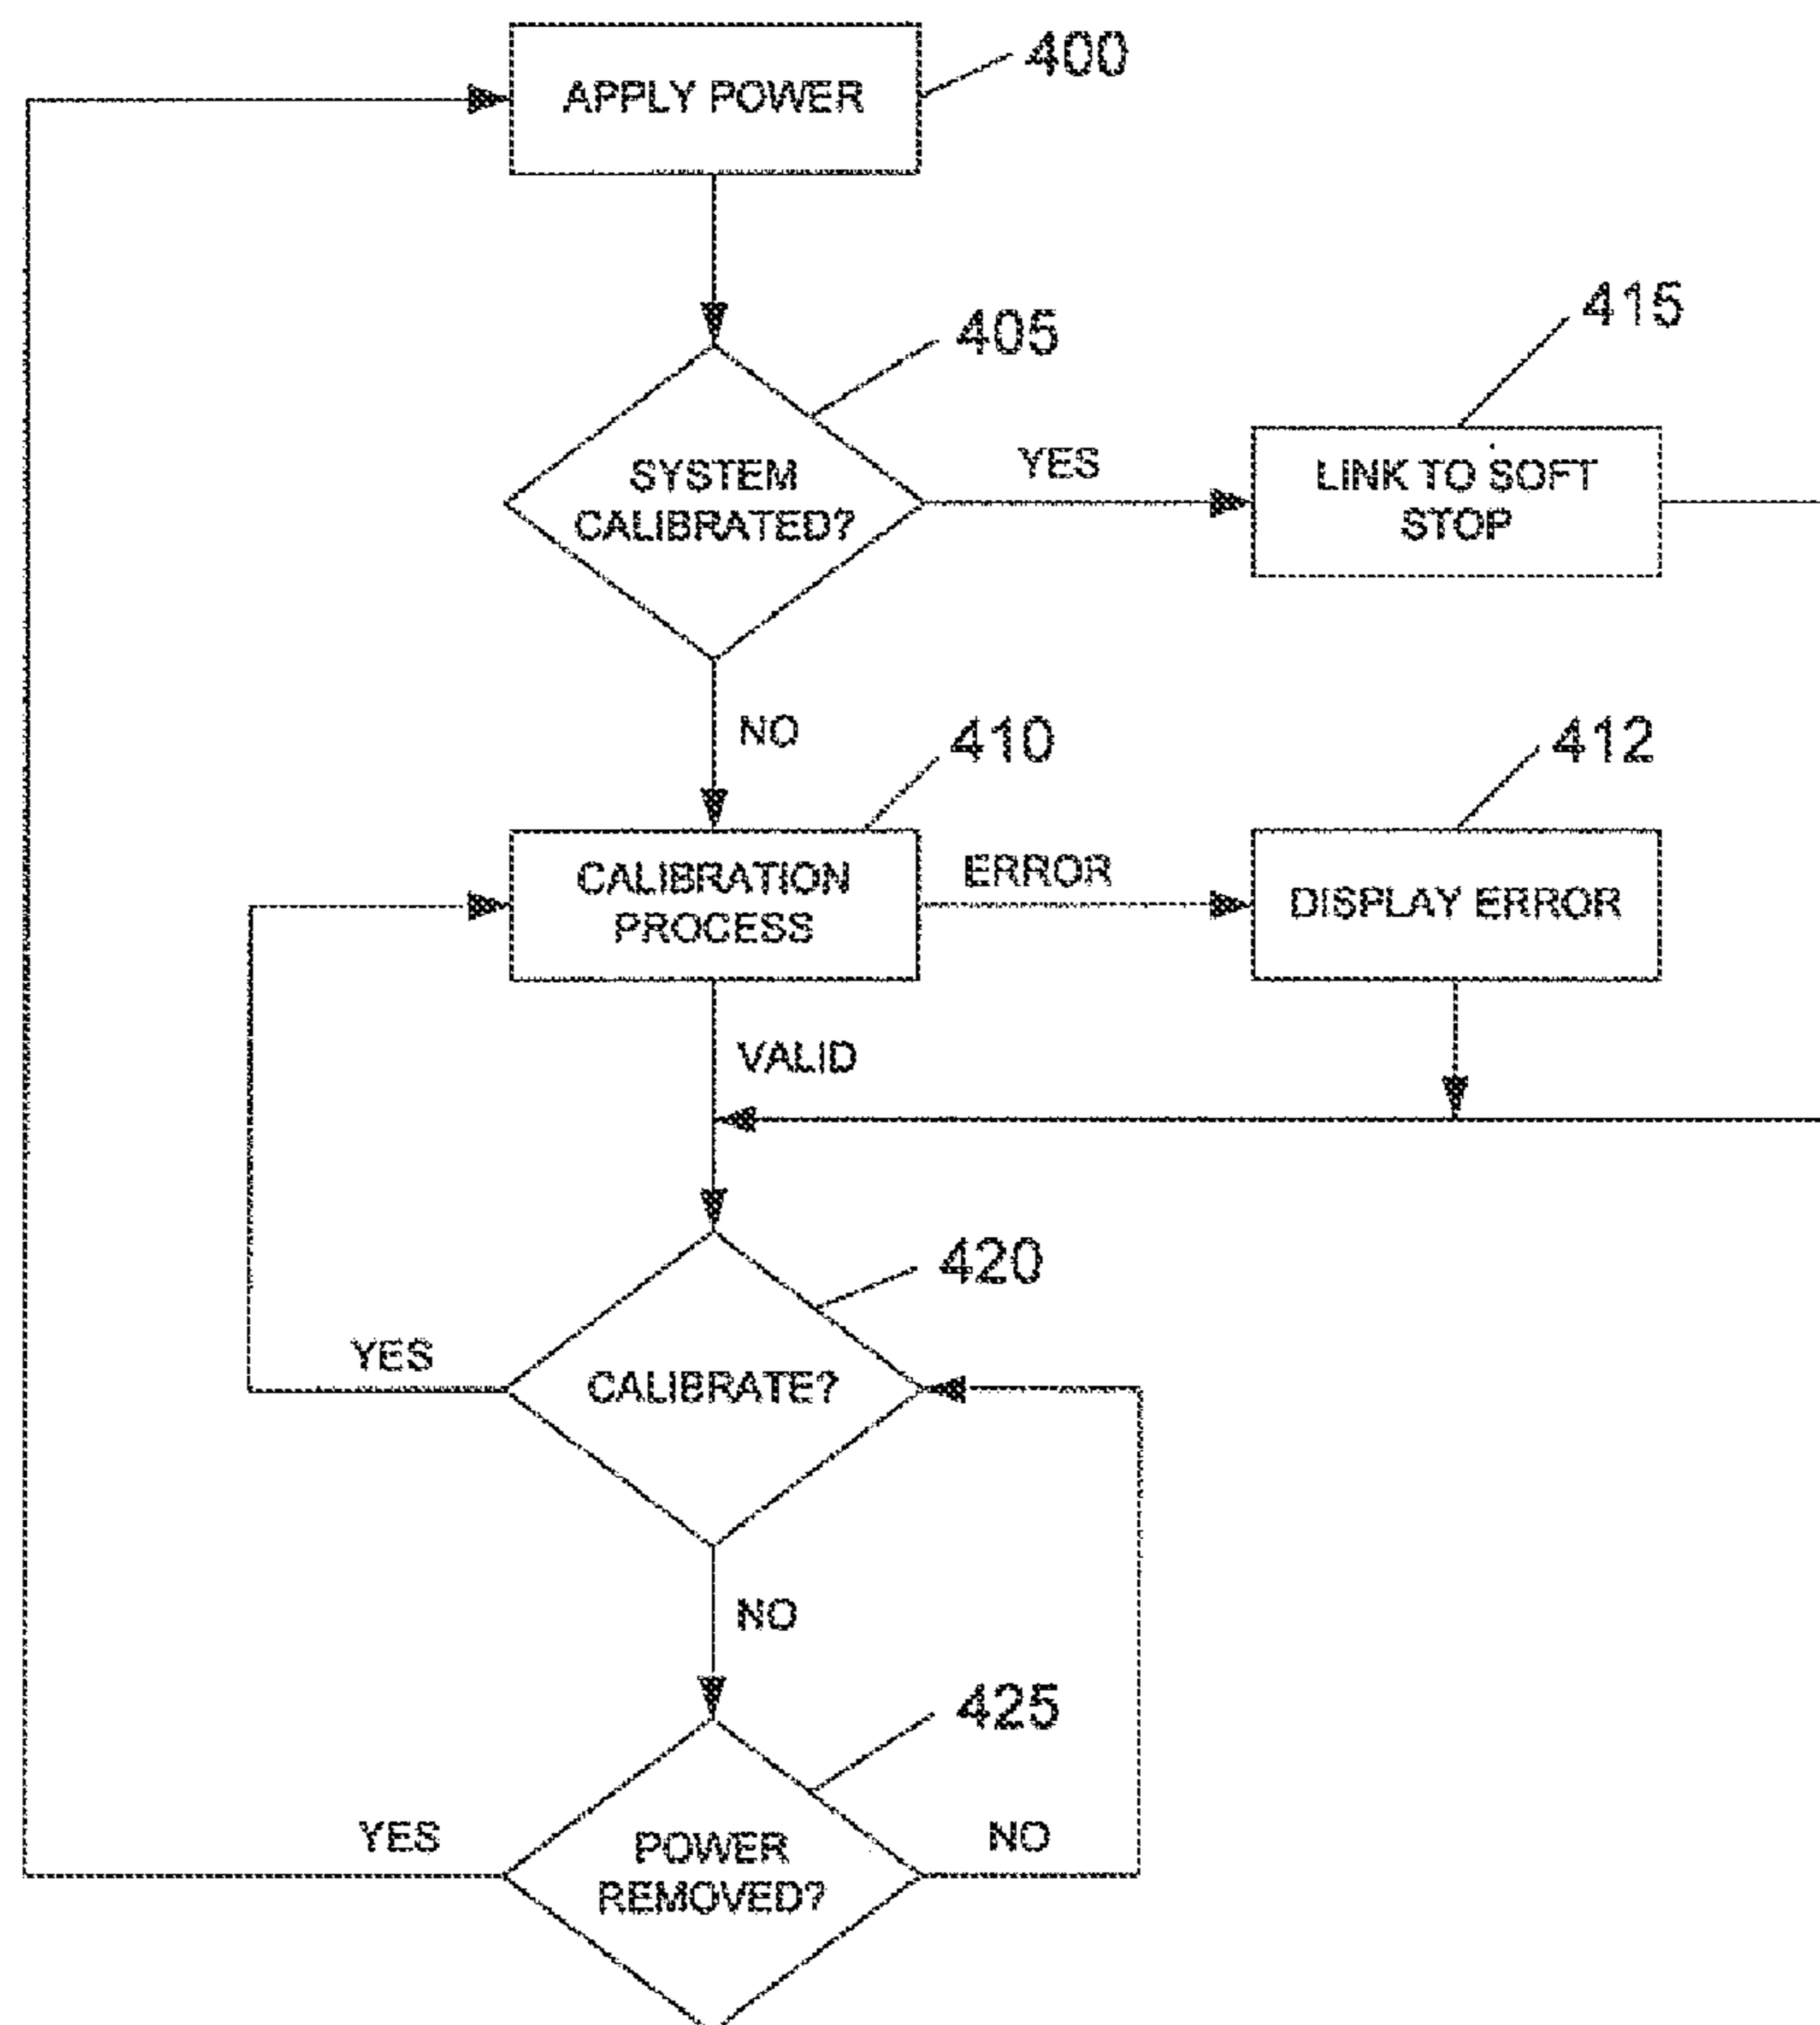 APPLY POWER
400
405
SYSTEM
CALIBRATED?
YES
415
LINK TO SOFT
STOP
NO
410
412
CALIBRATION
PROCESS
ERROR
DISPLAY ERROR
VALID
420
YES
CALIBRATE?
NO
425
YES
POWER
REMOVED?
NO